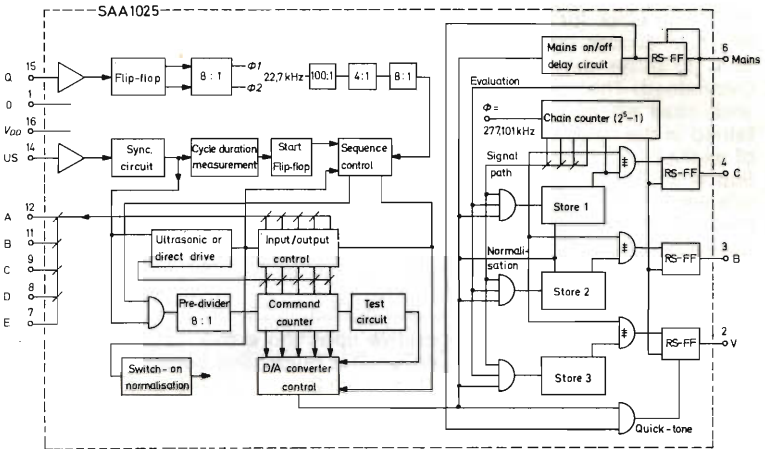 SAA1025
15
Q
Flip-flop
8 : 1
Φ1
Φ2
22,7 kHz
100:1
4:1
8:1
Mains on/off
delay circuit
RS-FF
6
Mains
1
0
16
VDD
14
US
Sync.
circuit
Cycle duration
measurement
Start
Flip-flop
Sequence
control
Evaluation
Φ=
277,101kHz
Chain counter (2⁵-1)
Signal
path
Store 1
RS-FF
4
C
12
A
11
B
9
C
8
D
7
E
Ultrasonic or
direct drive
Input/output
control
Normali-
sation
Store 2
RS-FF
3
B
Pre-divider
8 : 1
Command
counter
Test
circuit
Store 3
RS-FF
2
V
Switch-on
normalisation
D/A converter
control
Quick-tone